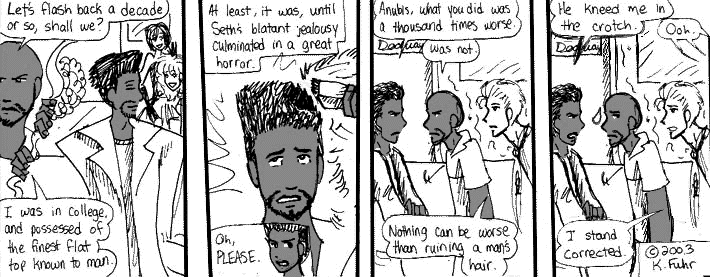 Let's flash back a decade
or so, shall we?
I was in college,
and possessed of
the finest flat
top known to man.
At least, it was, until
Seth's blatant jealousy
culminated in a great
horror.
Oh,
PLEASE.
Anubis, what you did was
a thousand times worse.
Was not.
Nothing can be worse
than ruining a man's
hair.
He kneed me in
the crotch.
Ooh.
I stand
corrected.
©2003
K. Fuhr